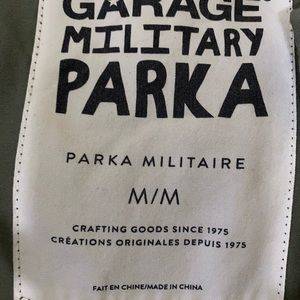 GARAGE
MILITARY
PARKA
PARKA MILITAIRE
M/M
CRAFTING GOODS SINCE 1975
CRÉATIONS ORIGINALES DEPUIS 1975
FAIT EN CHINE/MADE IN CHINA